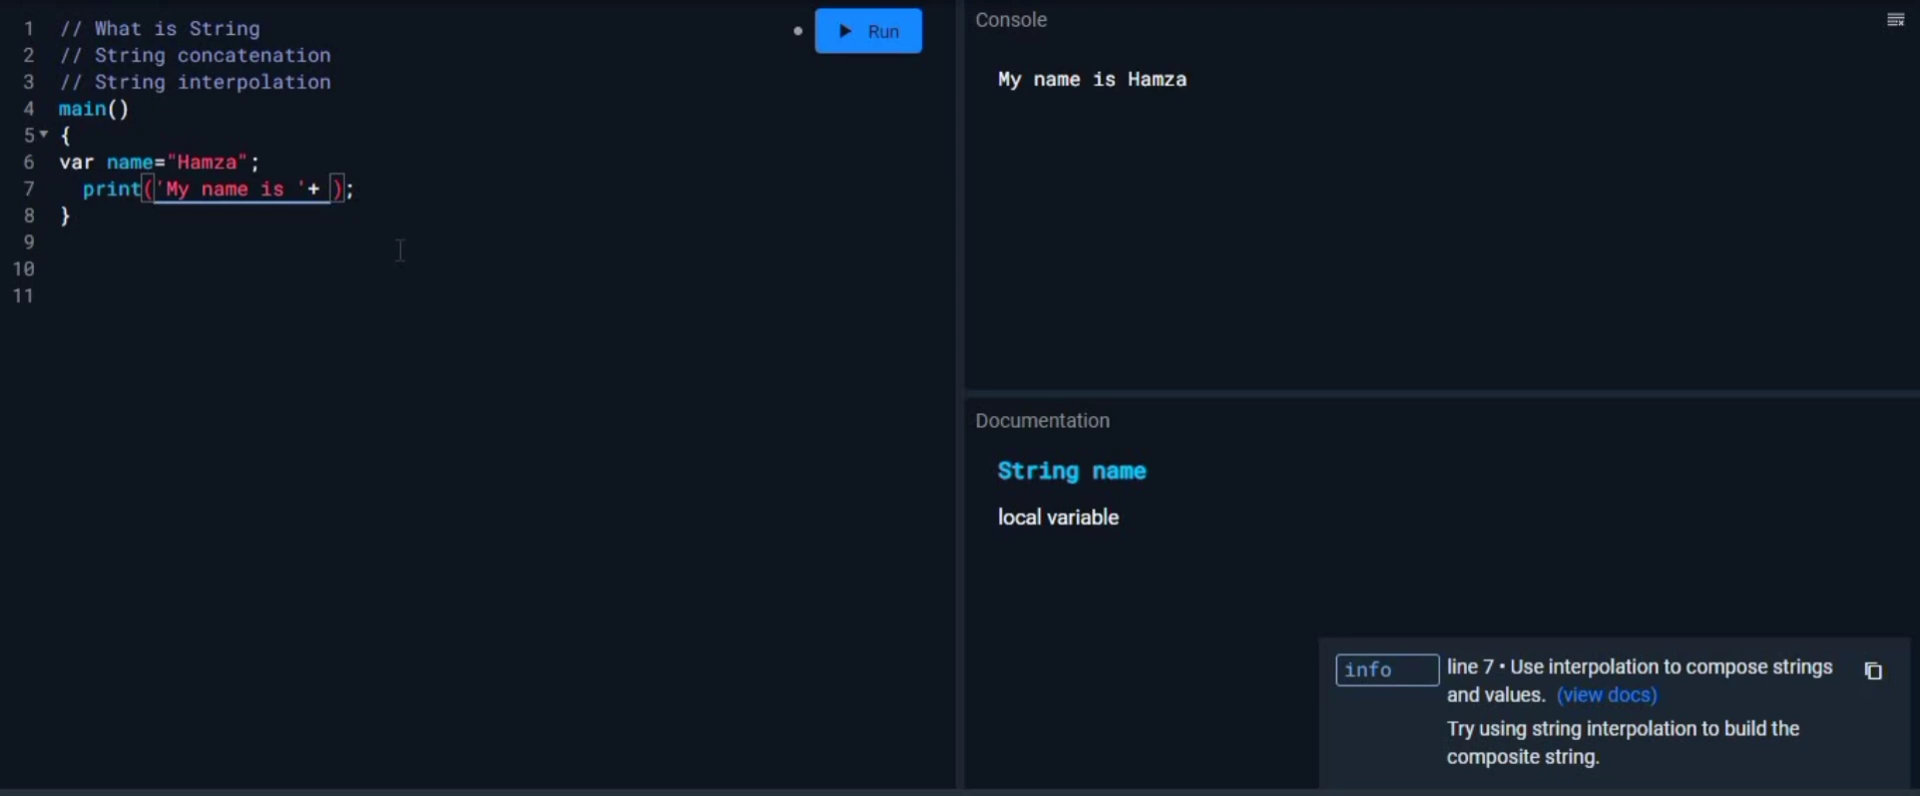 1 // What is String
2 // String concatenation
3 // String interpolation
4 main()
5 {
6 var name="Hamza";
7 print('My name is '+ );
8 }
9
10
11
Run
Console
My name is Hamza
Documentation
String name
local variable
info line 7 • Use interpolation to compose strings
and values. (view docs)
Try using string interpolation to build the
composite string.